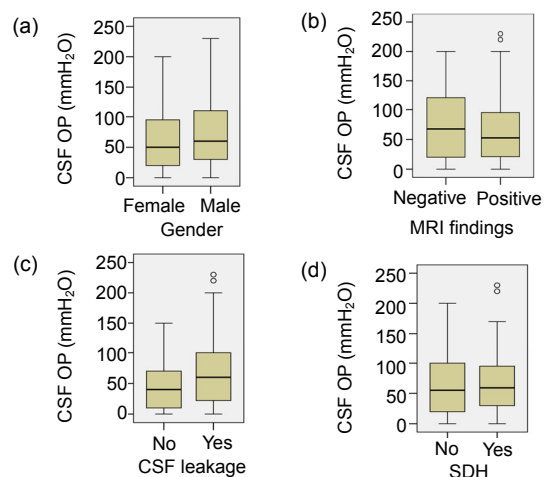 (a)
CSF OP (mmH2O)
250
200
150
100
50
0
Female Male
Gender
(b)
CSF OP (mmH2O)
250
200
150
100
50
0
Negative Positive
MRI findings
(c)
CSF OP (mmH2O)
250
200
150
100
50
0
No Yes
CSF leakage
(d)
CSF OP (mmH2O)
250
200
150
100
50
0
No Yes
SDH